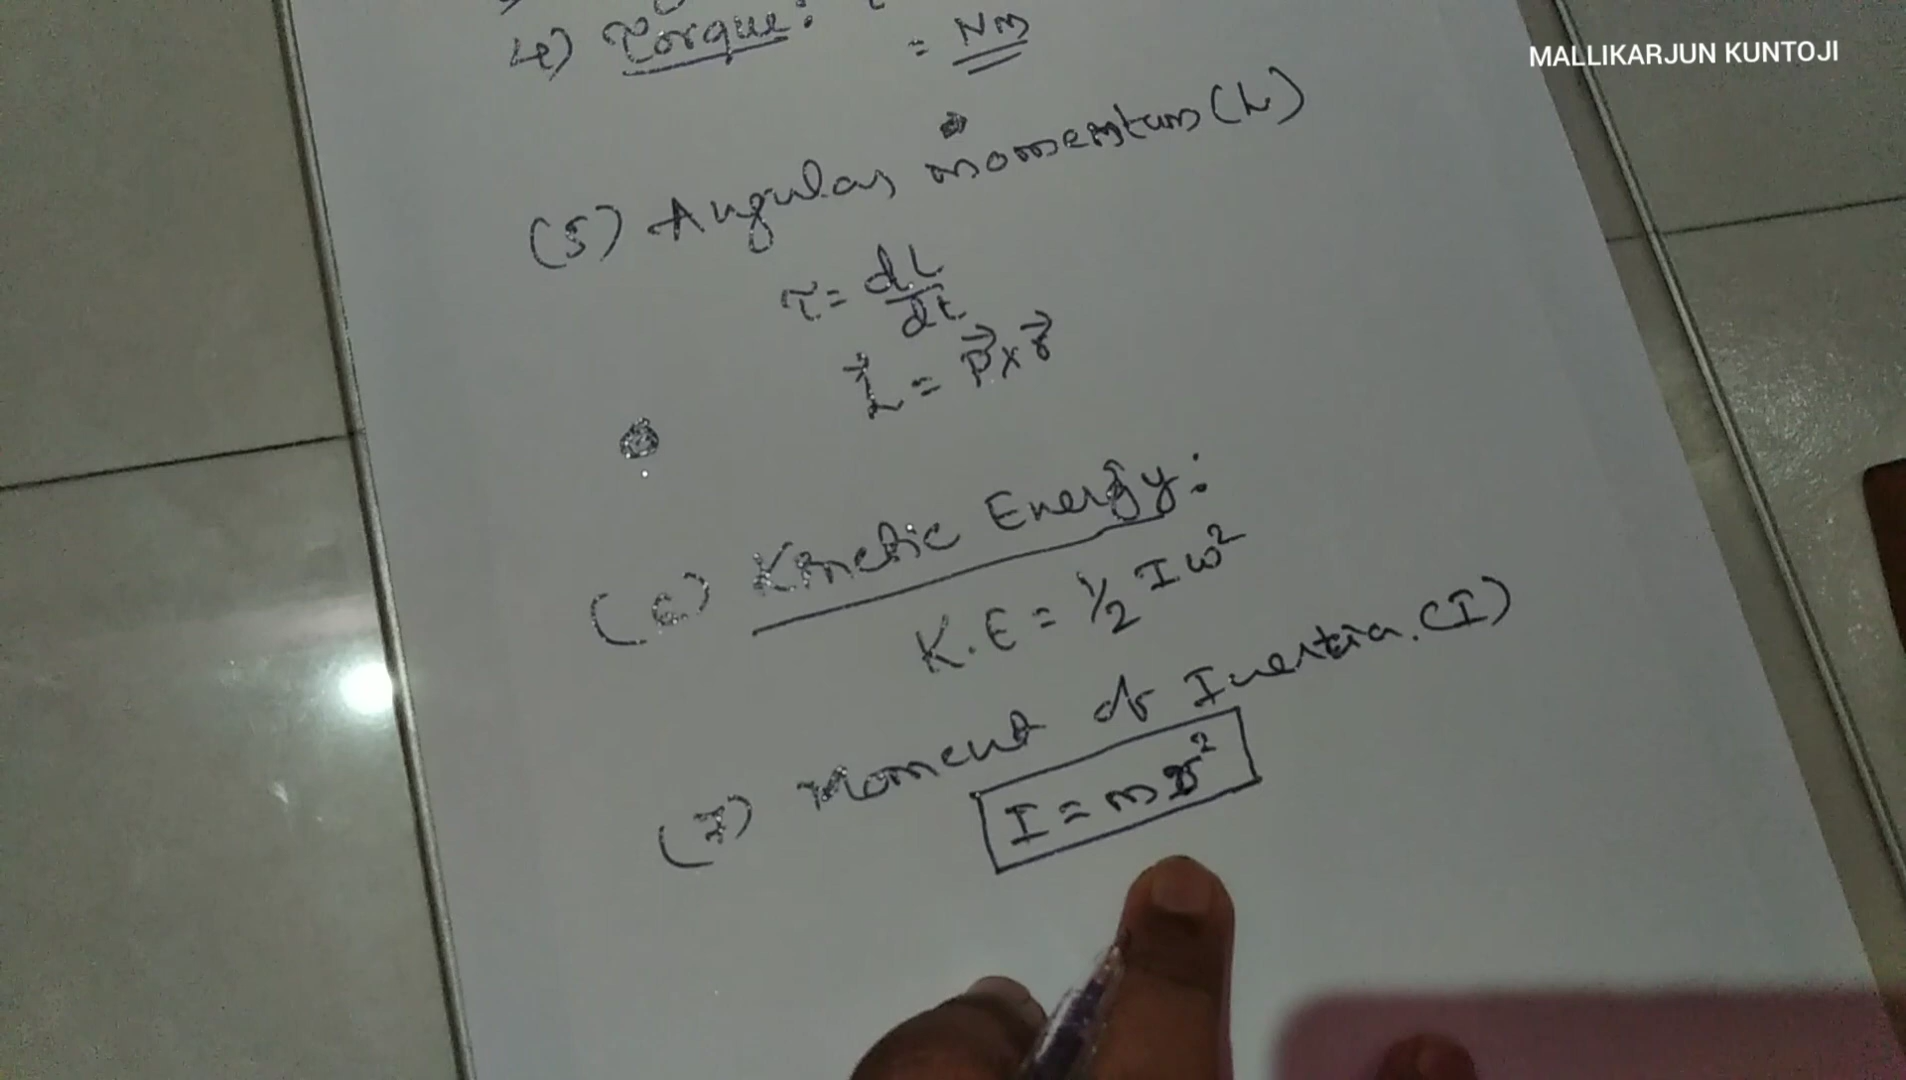 4) Torque:
= Nm
MALLIKARJUN KUNTOJI
(5) Angular momentum (L)
τ = dL/dt
L⃗ = P⃗ × r⃗
(6) Kinetic Energy:
K.E = 1/2 I ω²
(7) Moment of Inertia. (I)
I = mr²